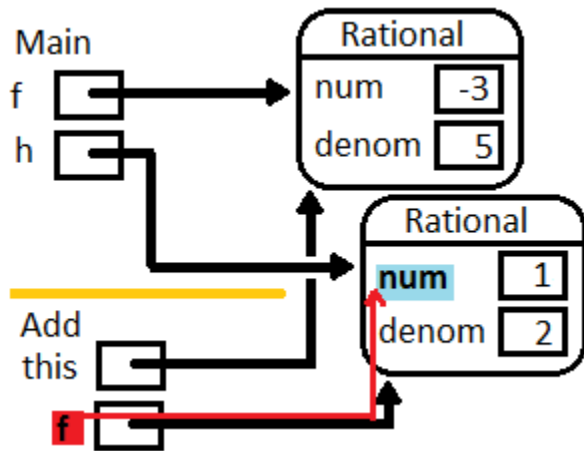 Main
f
h
Rational
num -3
denom 5
Rational
num 1
denom 2
Add
this
f